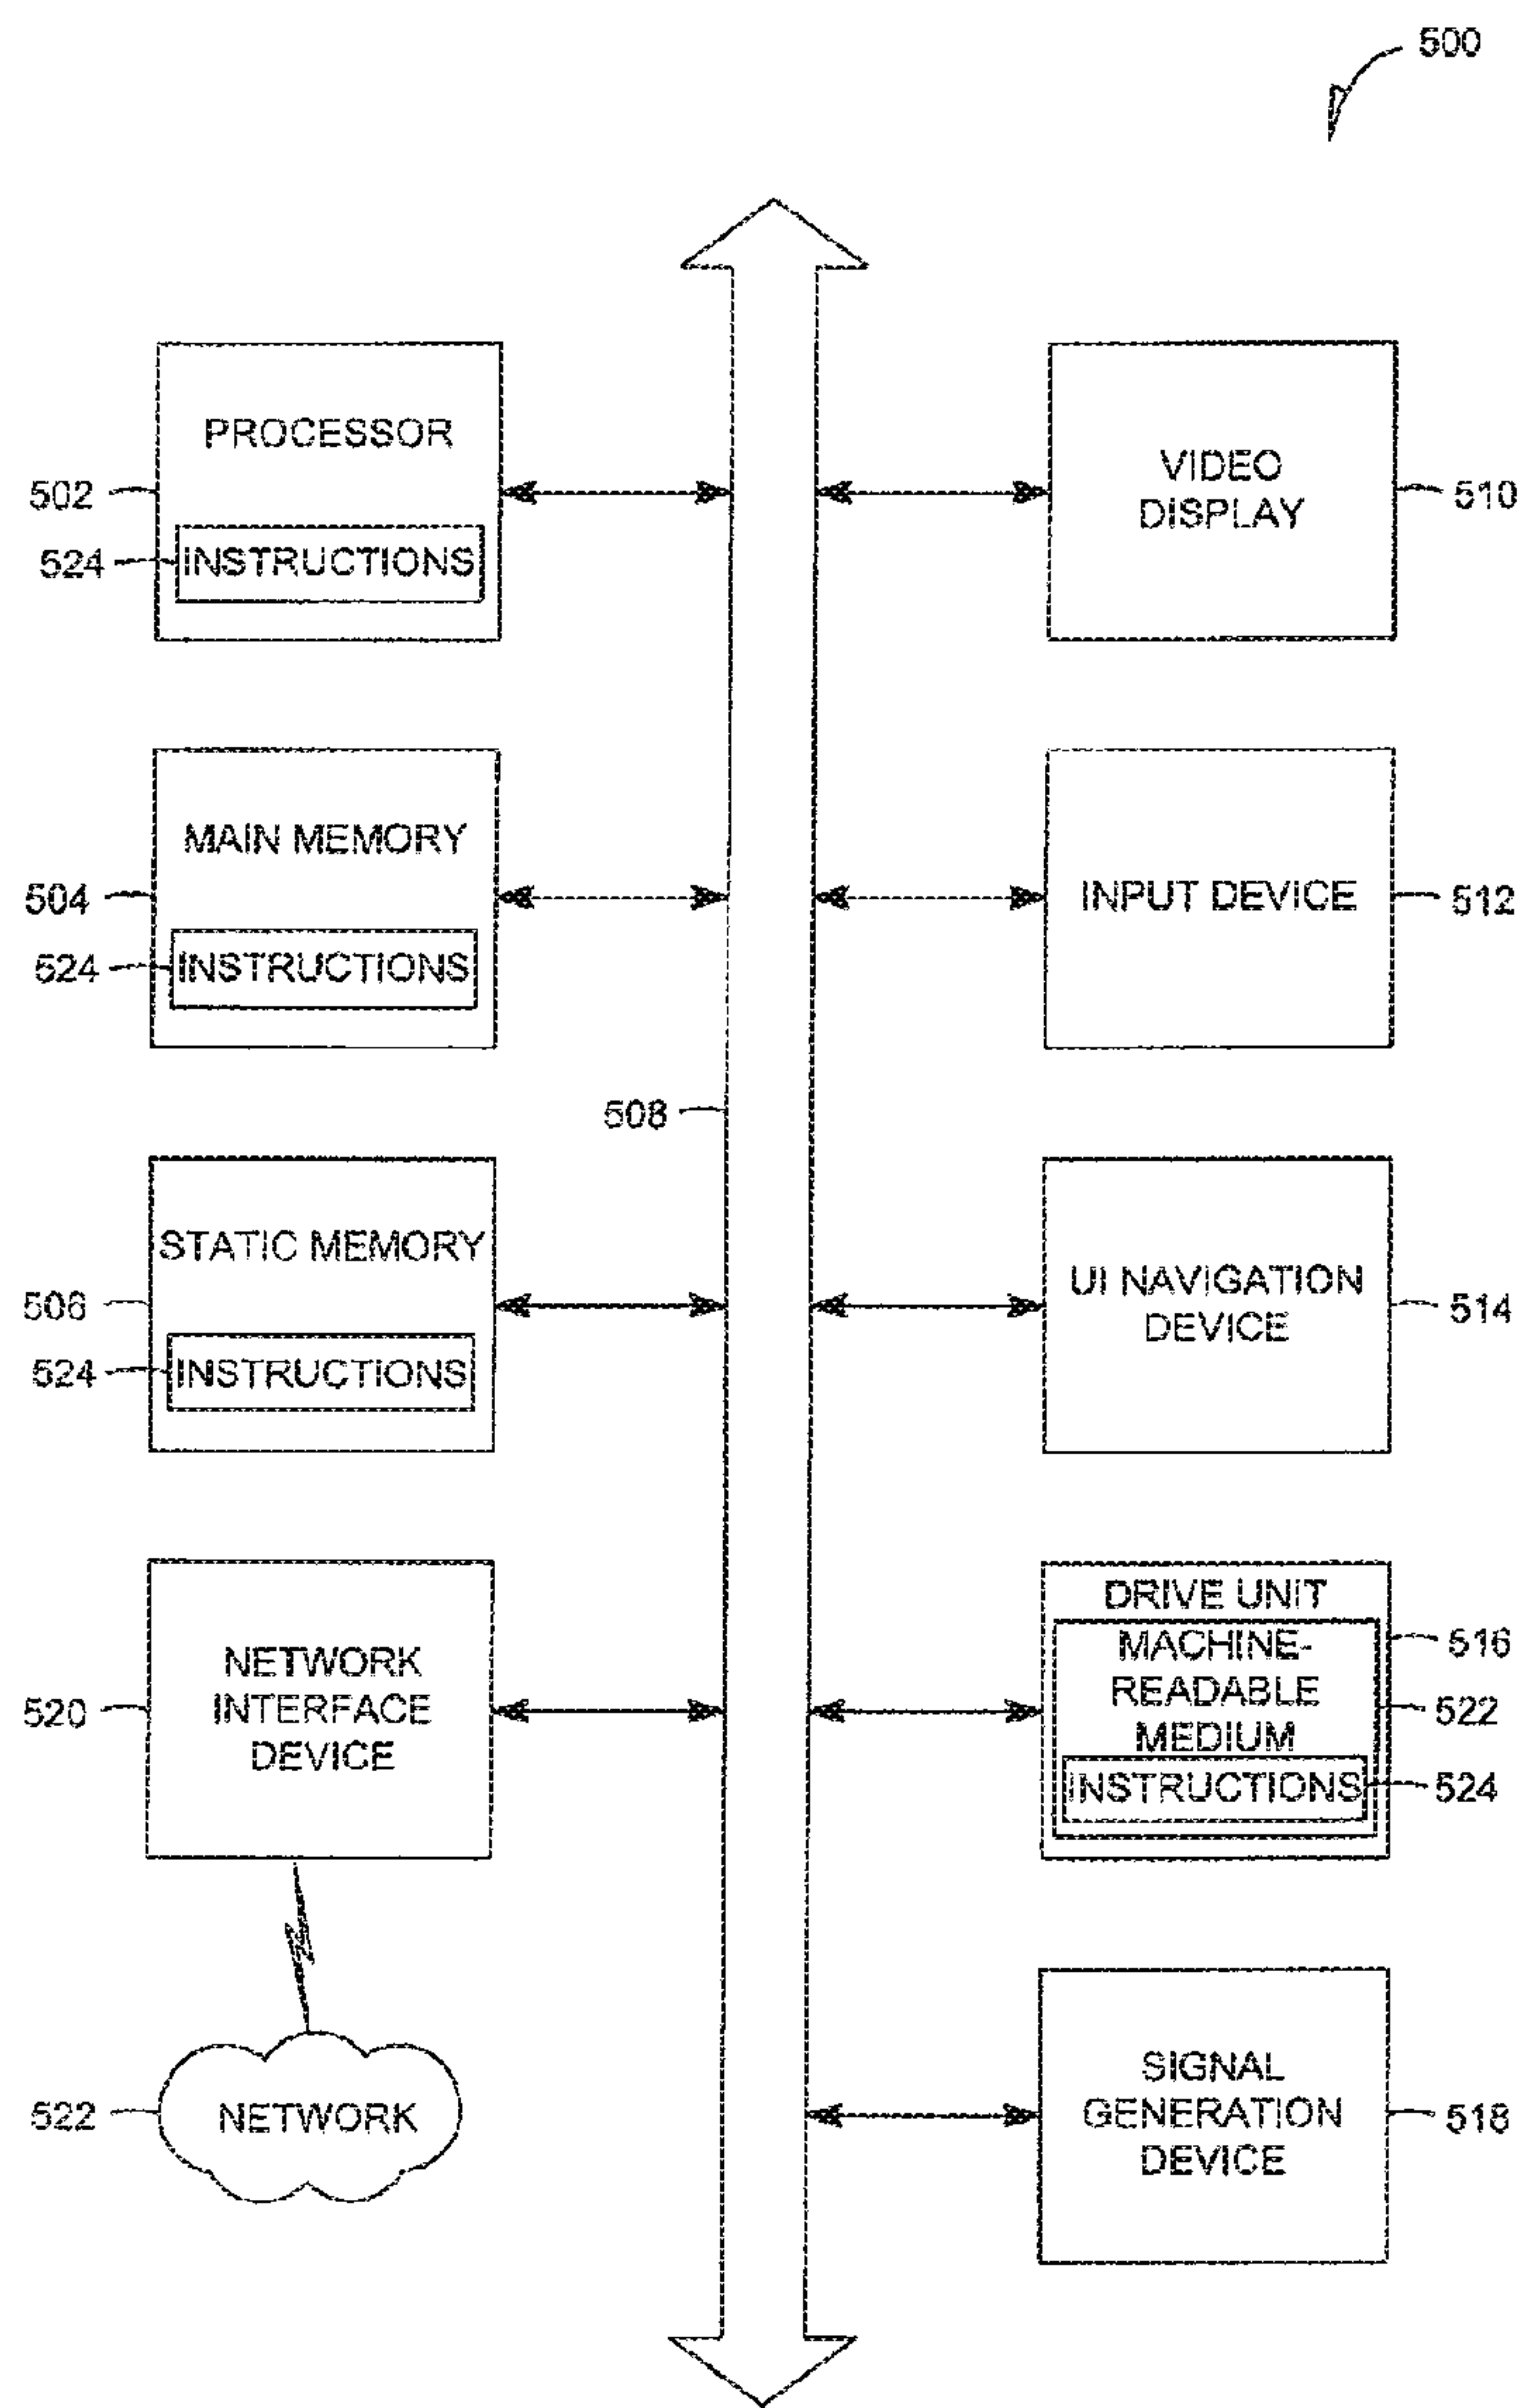 500
PROCESSOR
502
524
INSTRUCTIONS
VIDEO
DISPLAY
510
MAIN MEMORY
504
524
INSTRUCTIONS
INPUT DEVICE
512
508
STATIC MEMORY
506
524
INSTRUCTIONS
UI NAVIGATION
DEVICE
514
NETWORK
INTERFACE
DEVICE
520
DRIVE UNIT
MACHINE-
READABLE
MEDIUM
INSTRUCTIONS
516
522
524
522
NETWORK
SIGNAL
GENERATION
DEVICE
518